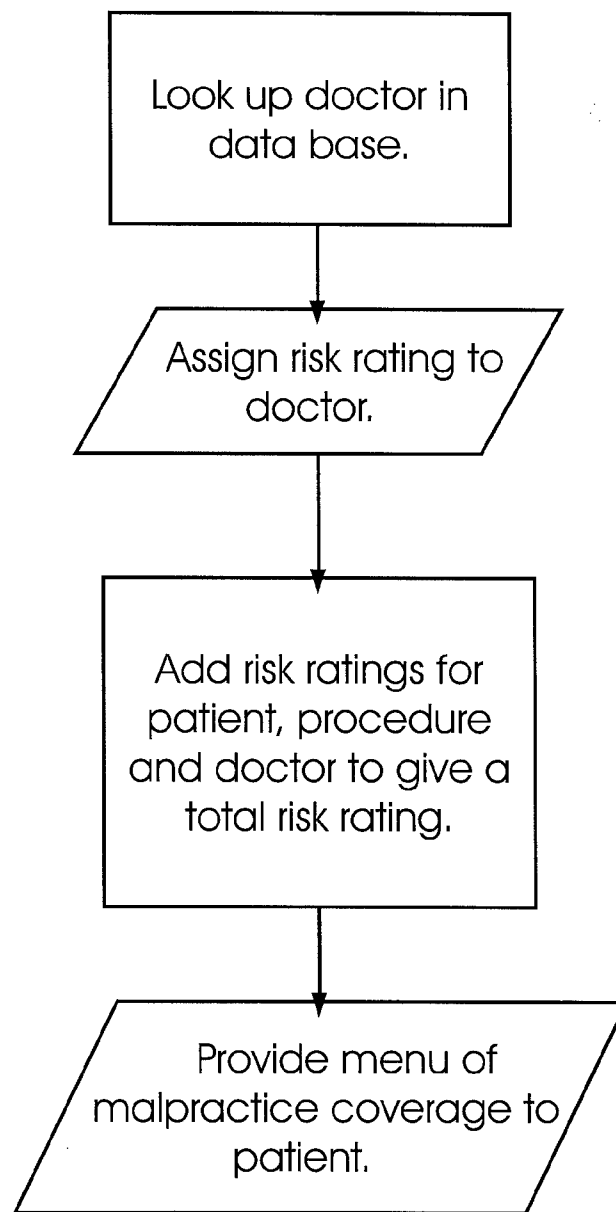 Look up doctor in
data base.
Assign risk rating to
doctor.
Add risk ratings for
patient, procedure
and doctor to give a
total risk rating.
Provide menu of
malpractice coverage to
patient.